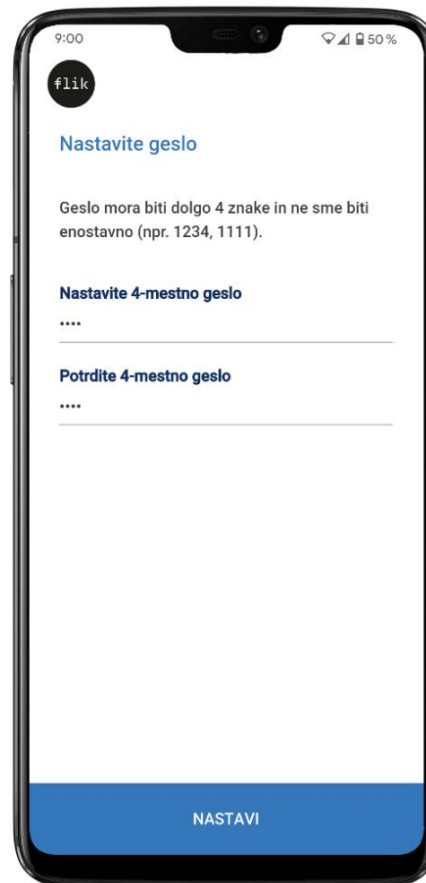 9:00
50 %
flik
Nastavite geslo
Geslo mora biti dolgo 4 znake in ne sme biti
enostavno (npr. 1234, 1111).
Nastavite 4-mestno geslo
••••
Potrdite 4-mestno geslo
••••
NASTAVI